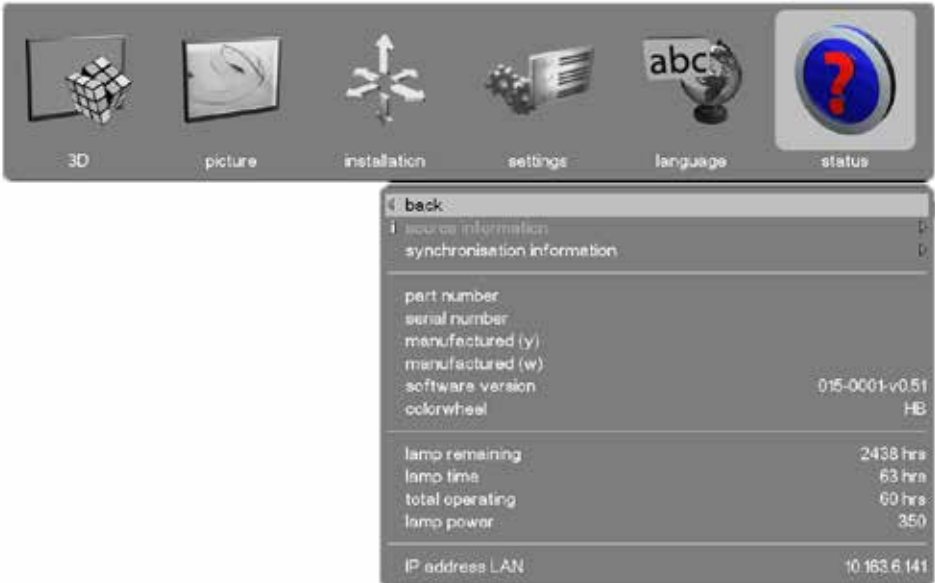 abc
?
3D picture installation settings language status
back
i source information
synchronisation information
part number
serial number
manufactured (y)
manufactured (w)
software version 015-0001-v0.51
colorwheel HB
lamp remaining 2438 hrs
lamp time 63 hrs
total operating 60 hrs
lamp power 350
IP address LAN 10.163.6.141